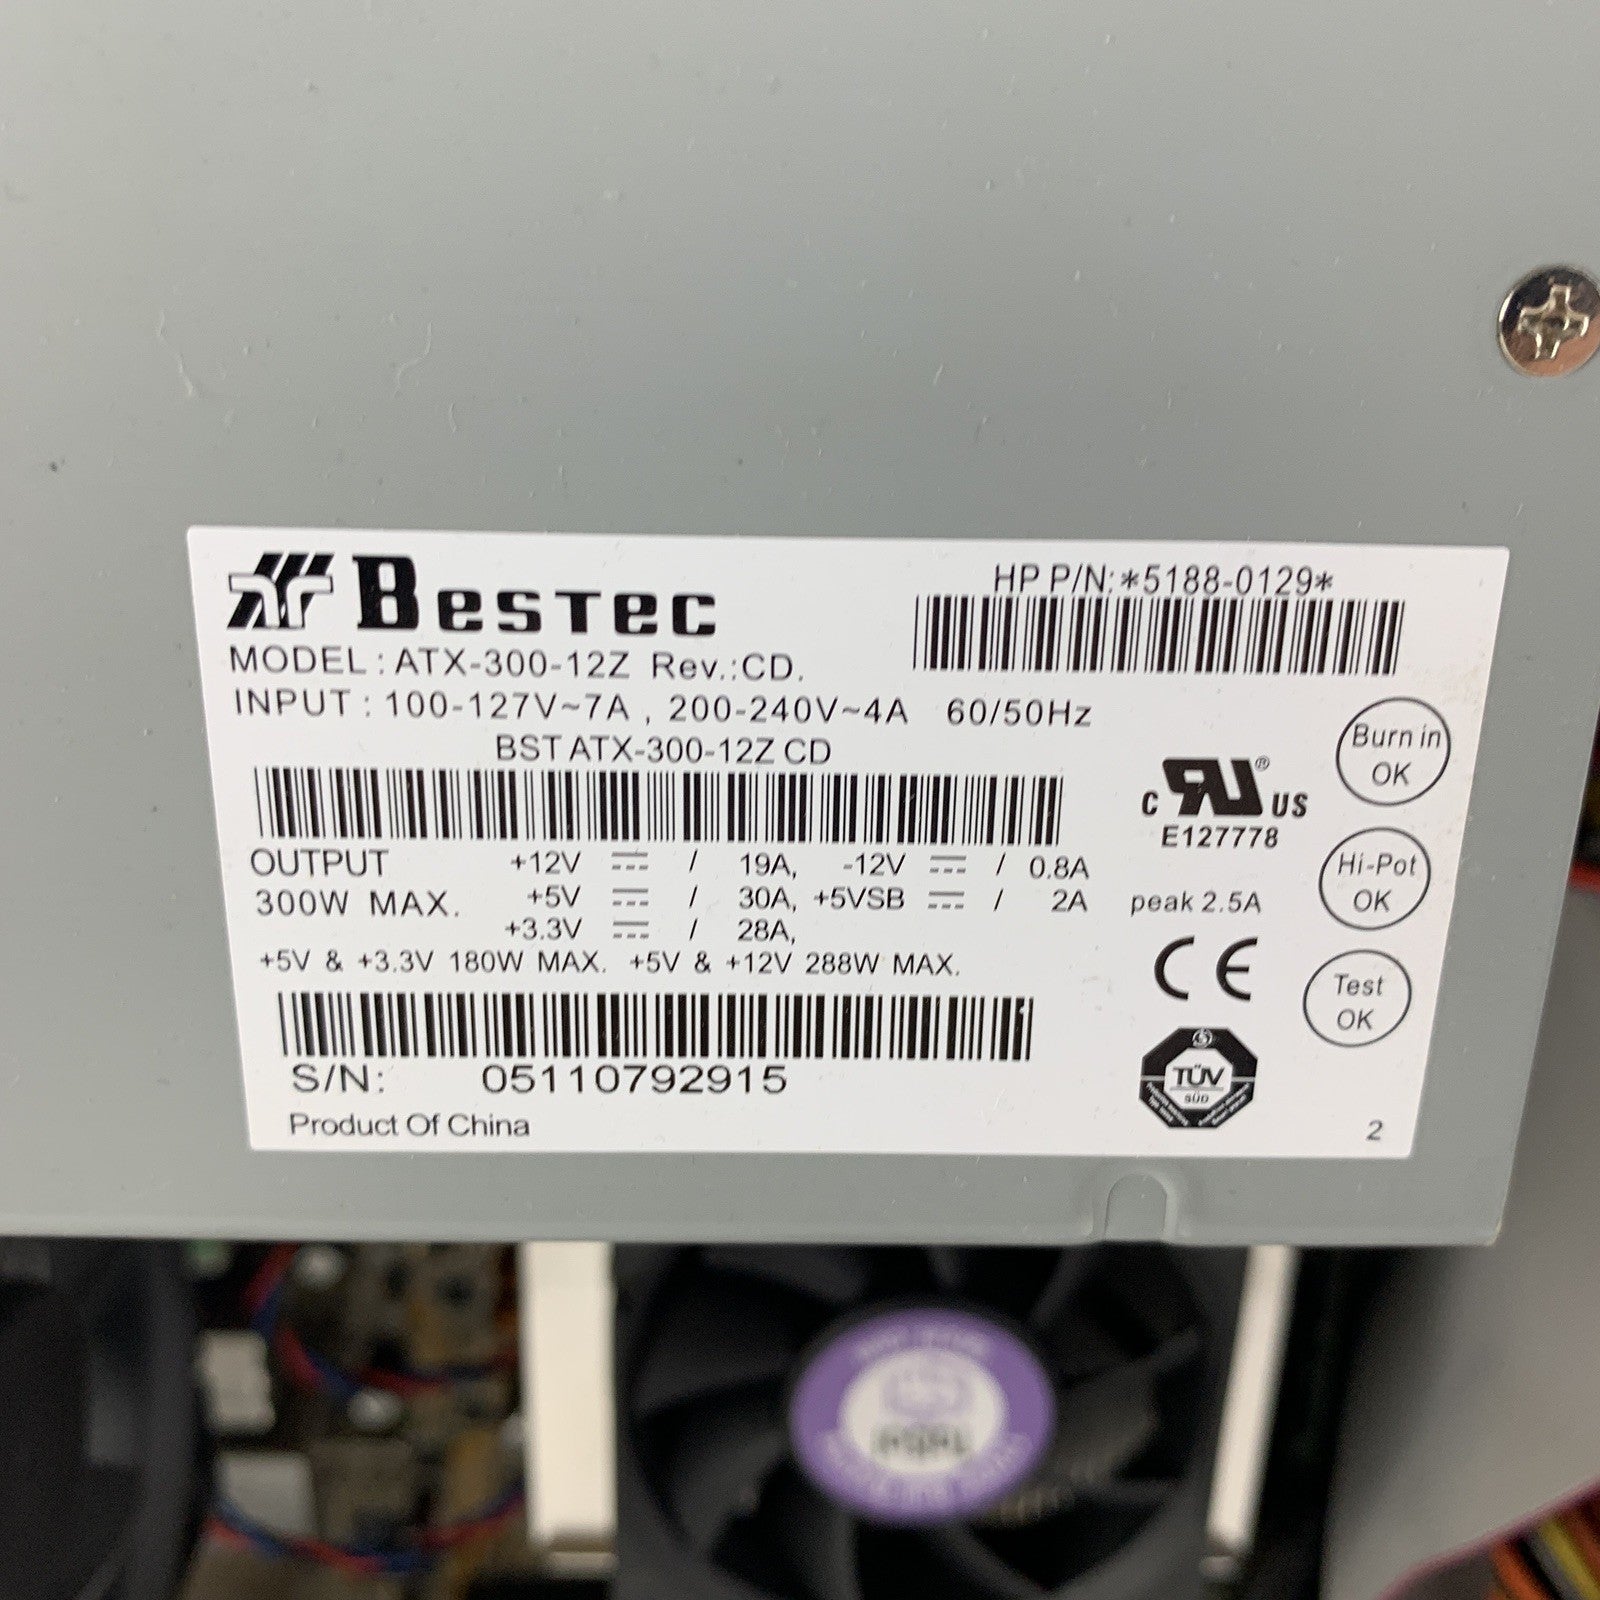 BESTEC
HP P/N:*5188-0129*
MODEL : ATX-300-12Z Rev.:CD.
INPUT : 100-127V~7A , 200-240V~4A 60/50Hz
BST ATX-300-12Z CD
Burn in
OK
C UR ® US
E127778
OUTPUT +12V ⎓ / 19A, -12V ⎓ / 0.8A
300W MAX. +5V ⎓ / 30A, +5VSB ⎓ / 2A peak 2.5A
+3.3V ⎓ / 28A,
Hi-Pot
OK
+5V & +3.3V 180W MAX. +5V & +12V 288W MAX.
CE
Test
OK
S/N: 05110792915
TÜV
SÜD
Product Of China
2